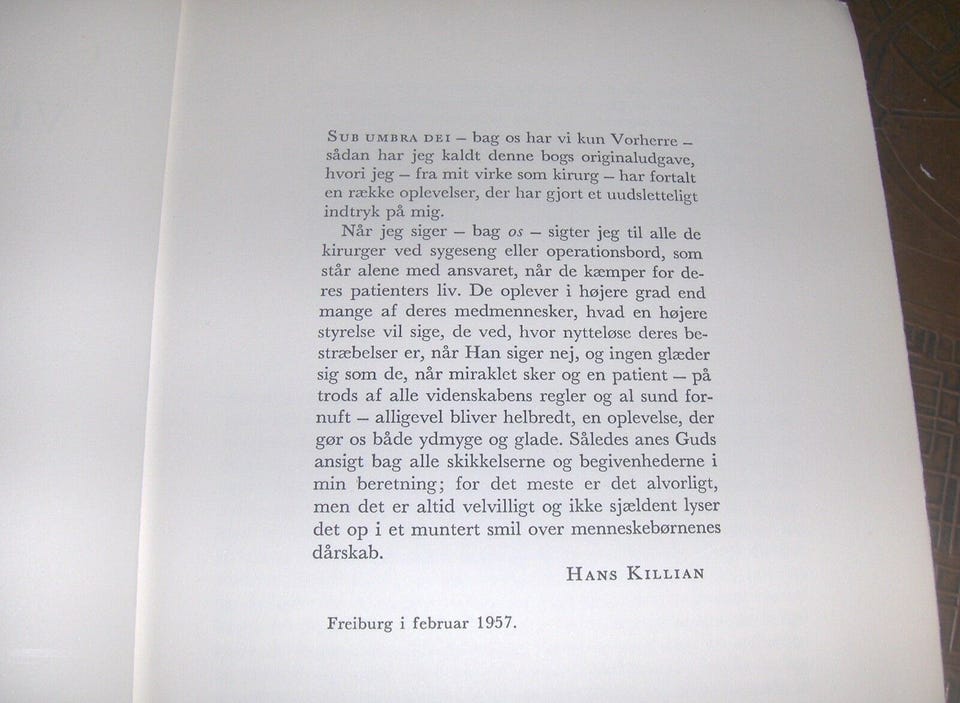 SUB UMBRA DEI – bag os har vi kun Vorherre –
sådan har jeg kaldt denne bogs originaludgave,
hvori jeg – fra mit virke som kirurg – har fortalt
en række oplevelser, der har gjort et uudsletteligt
indtryk på mig.
Når jeg siger – bag os – sigter jeg til alle de
kirurger ved sygeseng eller operationsbord, som
står alene med ansvaret, når de kæmper for de-
res patienters liv. De oplever i højere grad end
mange af deres medmennesker, hvad en højere
styrelse vil sige, de ved, hvor nytteløse deres be-
stræbelser er, når Han siger nej, og ingen glæder
sig som de, når miraklet sker og en patient – på
trods af alle videnskabens regler og al sund for-
nuft – alligevel bliver helbredt, en oplevelse, der
gør os både ydmyge og glade. Således anes Guds
ansigt bag alle skikkelserne og begivenhederne i
min beretning; for det meste er det alvorligt,
men det er altid velvilligt og ikke sjældent lyser
det op i et muntert smil over menneskebørnenes
dårskab.
HANS KILLIAN
Freiburg i februar 1957.